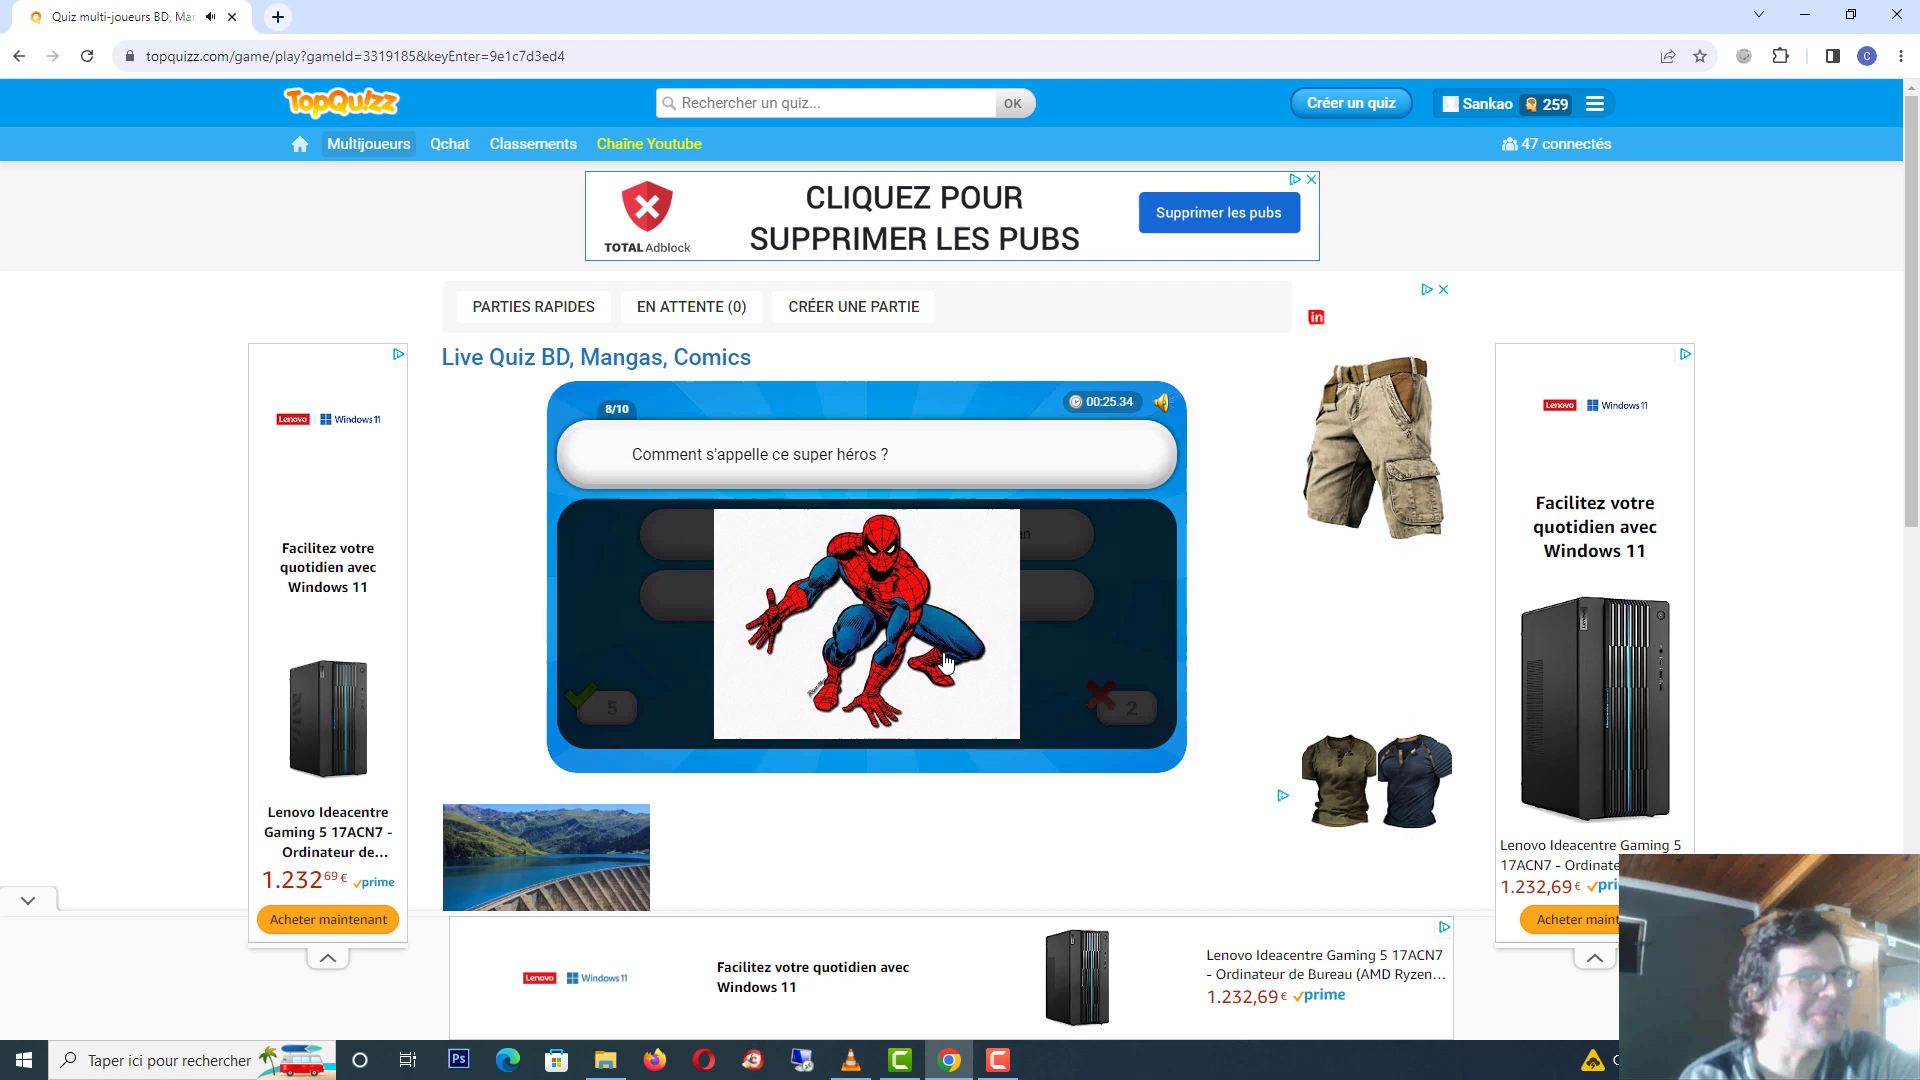 Quiz multi-joueurs BD, Mar
topquizz.com/game/play?gameId=3319185&keyEnter=9e1c7d3ed4
C
TopQuizz
Rechercher un quiz...
OK
Créer un quiz
Sankao
259
Multijoueurs
Qchat
Classements
Chaîne Youtube
47 connectés
TOTAL Adblock
CLIQUEZ POUR
SUPPRIMER LES PUBS
Supprimer les pubs
PARTIES RAPIDES
EN ATTENTE (0)
CRÉER UNE PARTIE
in
Live Quiz BD, Mangas, Comics
8/10
00:25.34
Comment s'appelle ce super héros ?
an
5
2
Lenovo
Windows 11
Facilitez votre
quotidien avec
Windows 11
Lenovo Ideacentre
Gaming 5 17ACN7 -
Ordinateur de...
1.232 69 €
prime
Acheter maintenant
Lenovo
Windows 11
Facilitez votre
quotidien avec
Windows 11
Lenovo Ideacentre Gaming 5
17ACN7 - Ordinate
1.232,69 €
pri
Acheter maint
Lenovo
Windows 11
Facilitez votre quotidien avec
Windows 11
Lenovo Ideacentre Gaming 5 17ACN7
- Ordinateur de Bureau (AMD Ryzen...
1.232,69 €
prime
Taper ici pour rechercher
Ps